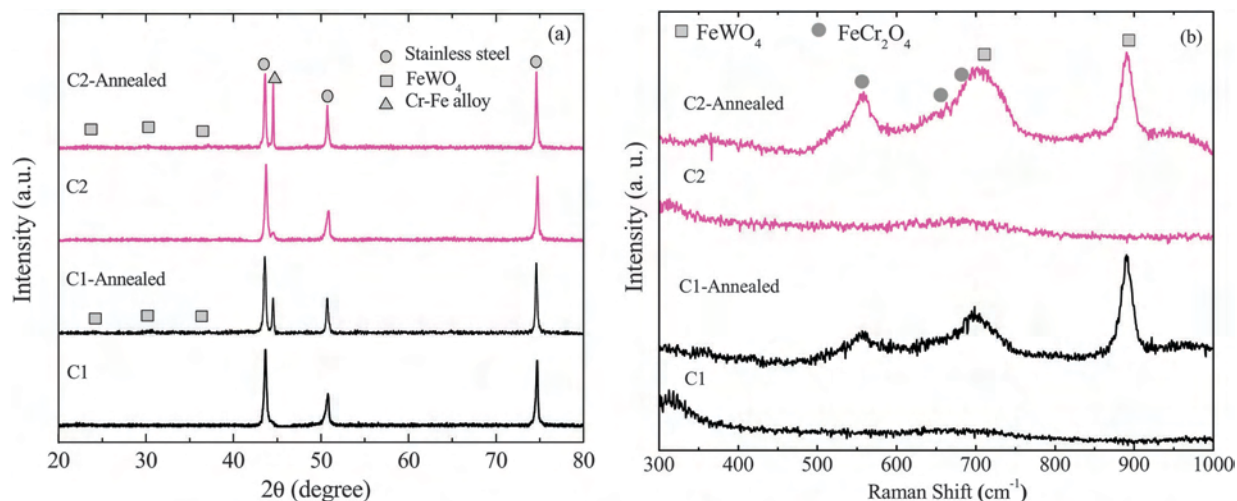 (a)
Stainless steel
FeWO4
Cr-Fe alloy
C2-Annealed
C2
C1-Annealed
C1
Intensity (a.u.)
20 30 40 50 60 70 80
2θ (degree)
FeWO4 FeCr2O4 (b)
C2-Annealed
C2
C1-Annealed
C1
Intensity (a. u.)
300 400 500 600 700 800 900 1000
Raman Shift (cm-1)